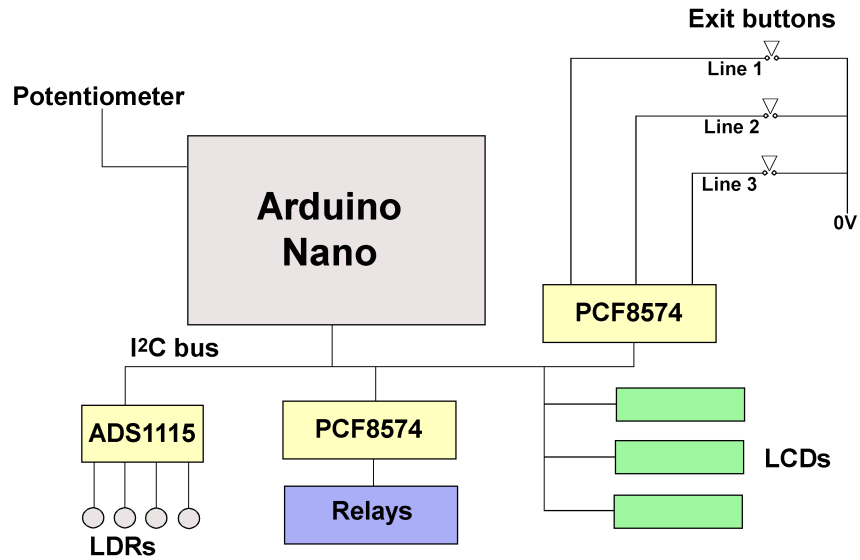 Exit buttons
Line 1
Potentiometer
Line 2
Line 3
Arduino
Nano
0V
PCF8574
I²C bus
ADS1115
PCF8574
LCDs
Relays
LDRs